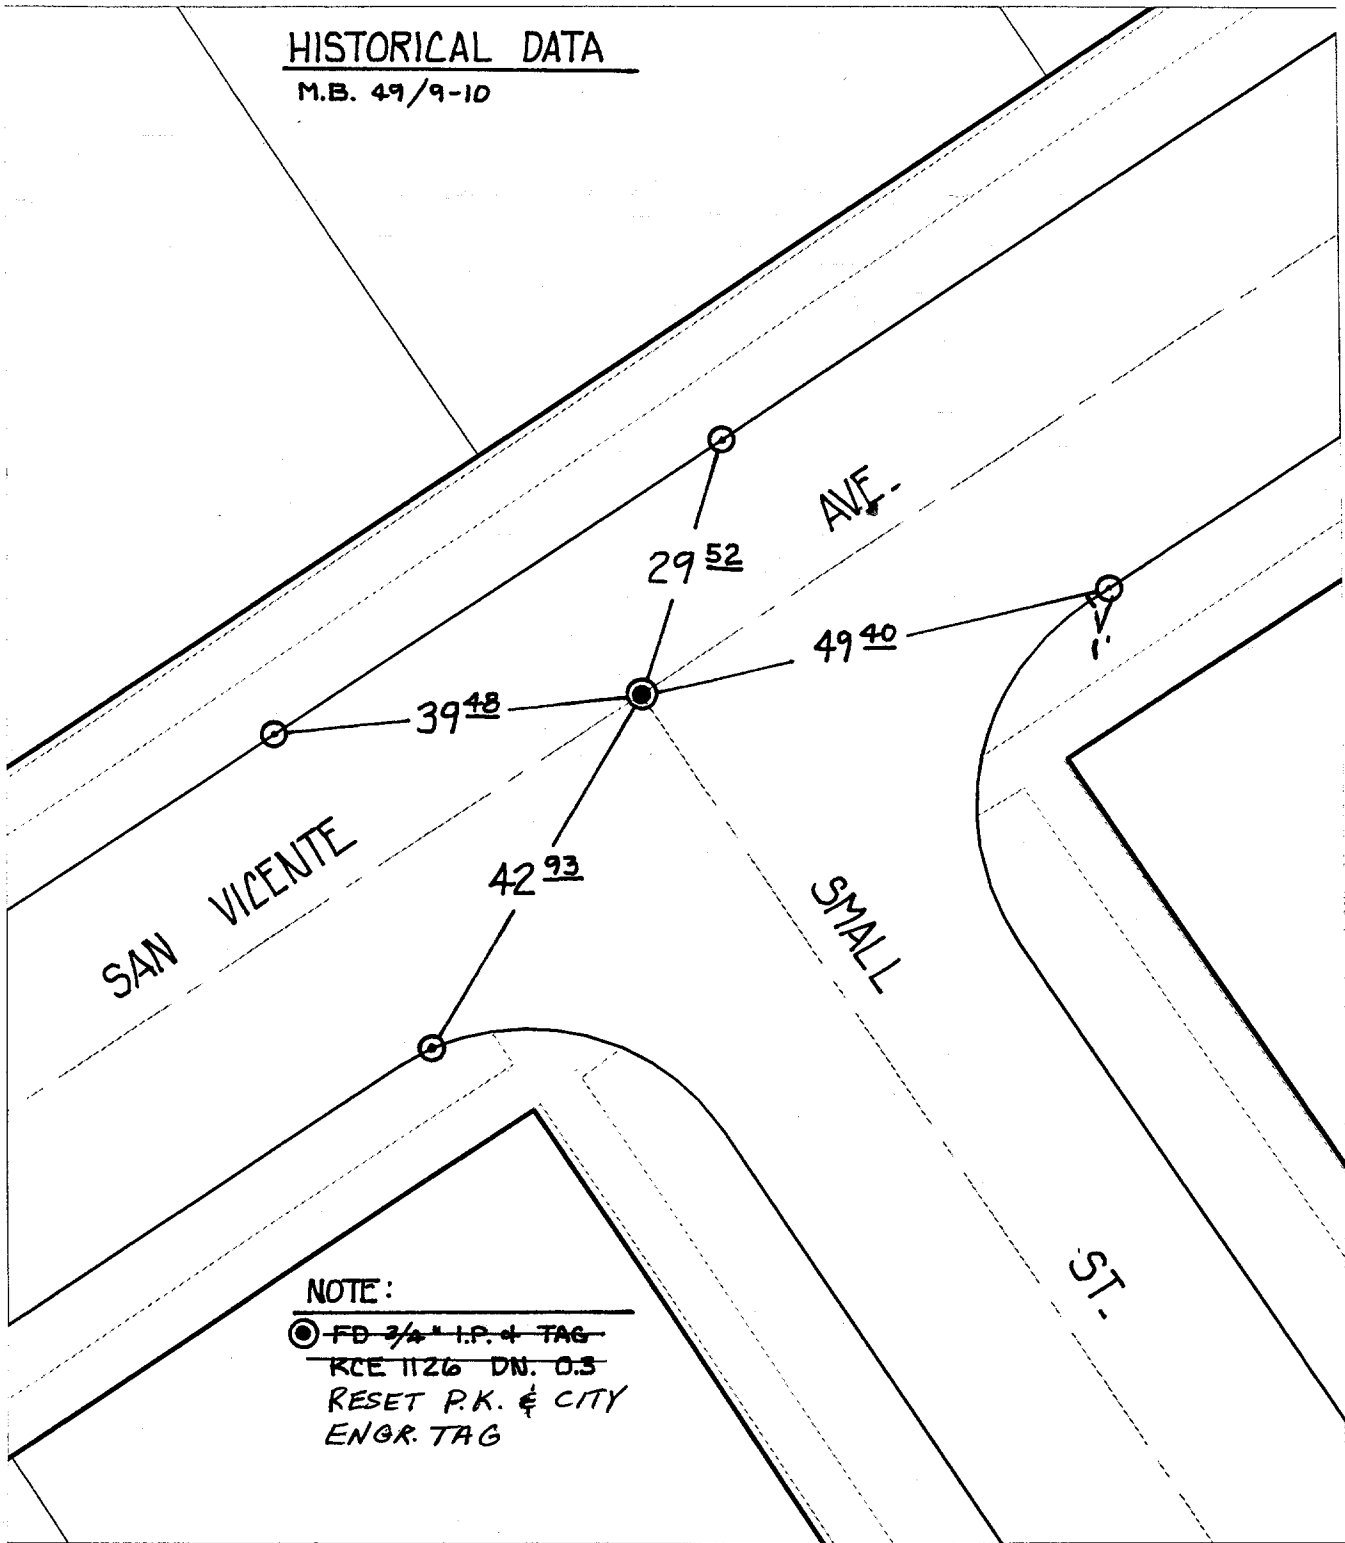 HISTORICAL DATA
M.B. 49/9-10
AVE.
29 52
49 40
1'
39 48
42 93
SAN VICENTE
SMALL
ST.
NOTE:
FD 3/4" I.P. & TAG
RCE 1126 DN. 0.3
RESET P.K. & CITY
ENGR. TAG